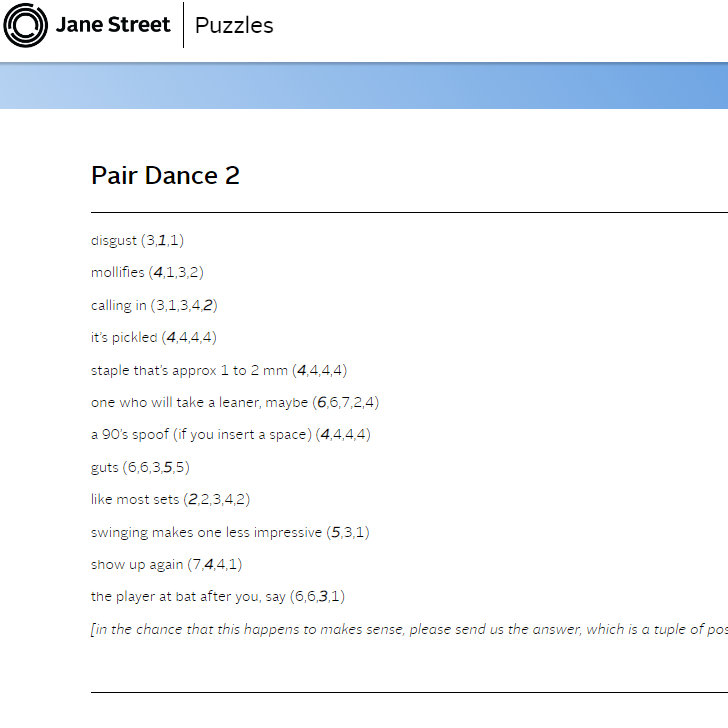 Jane Street Puzzles
Pair Dance 2
disgust (3,1,1)
mollifies (4,1,3,2)
calling in (3,1,3,4,2)
it's pickled (4,4,4,4)
staple that's approx 1 to 2 mm (4,4,4,4)
one who will take a leaner, maybe (6,6,7,2,4)
a 90's spoof (if you insert a space) (4,4,4,4)
guts (6,6,3,5,5)
like most sets (2,2,3,4,2)
swinging makes one less impressive (5,3,1)
show up again (7,4,4,1)
the player at bat after you, say (6,6,3,1)
[in the chance that this happens to makes sense, please send us the answer, which is a tuple of pos